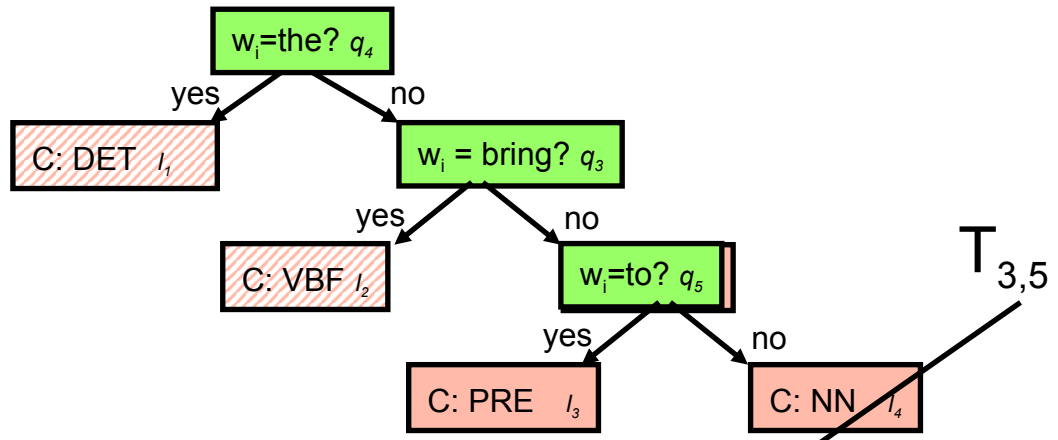 wᵢ=the? q₄
yes
no
C: DET l₁
wᵢ = bring? q₃
yes
no
C: VBF l₂
wᵢ=to? q₅
T₃,₅
yes
no
C: PRE l₃
C: NN l₄